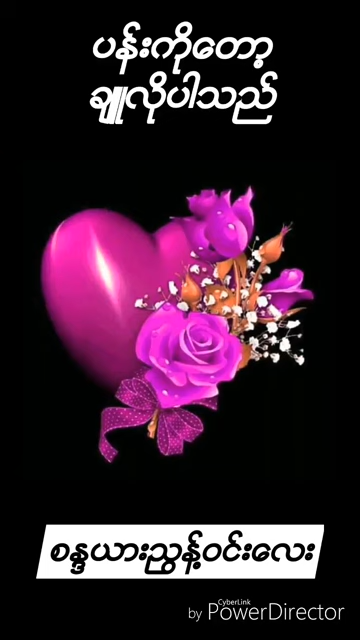 ပန်းကိုတော့
ချူလိုပါသည်
စန္ဒယားညွန့်ဝင်းလေး
CyberLink
by PowerDirector